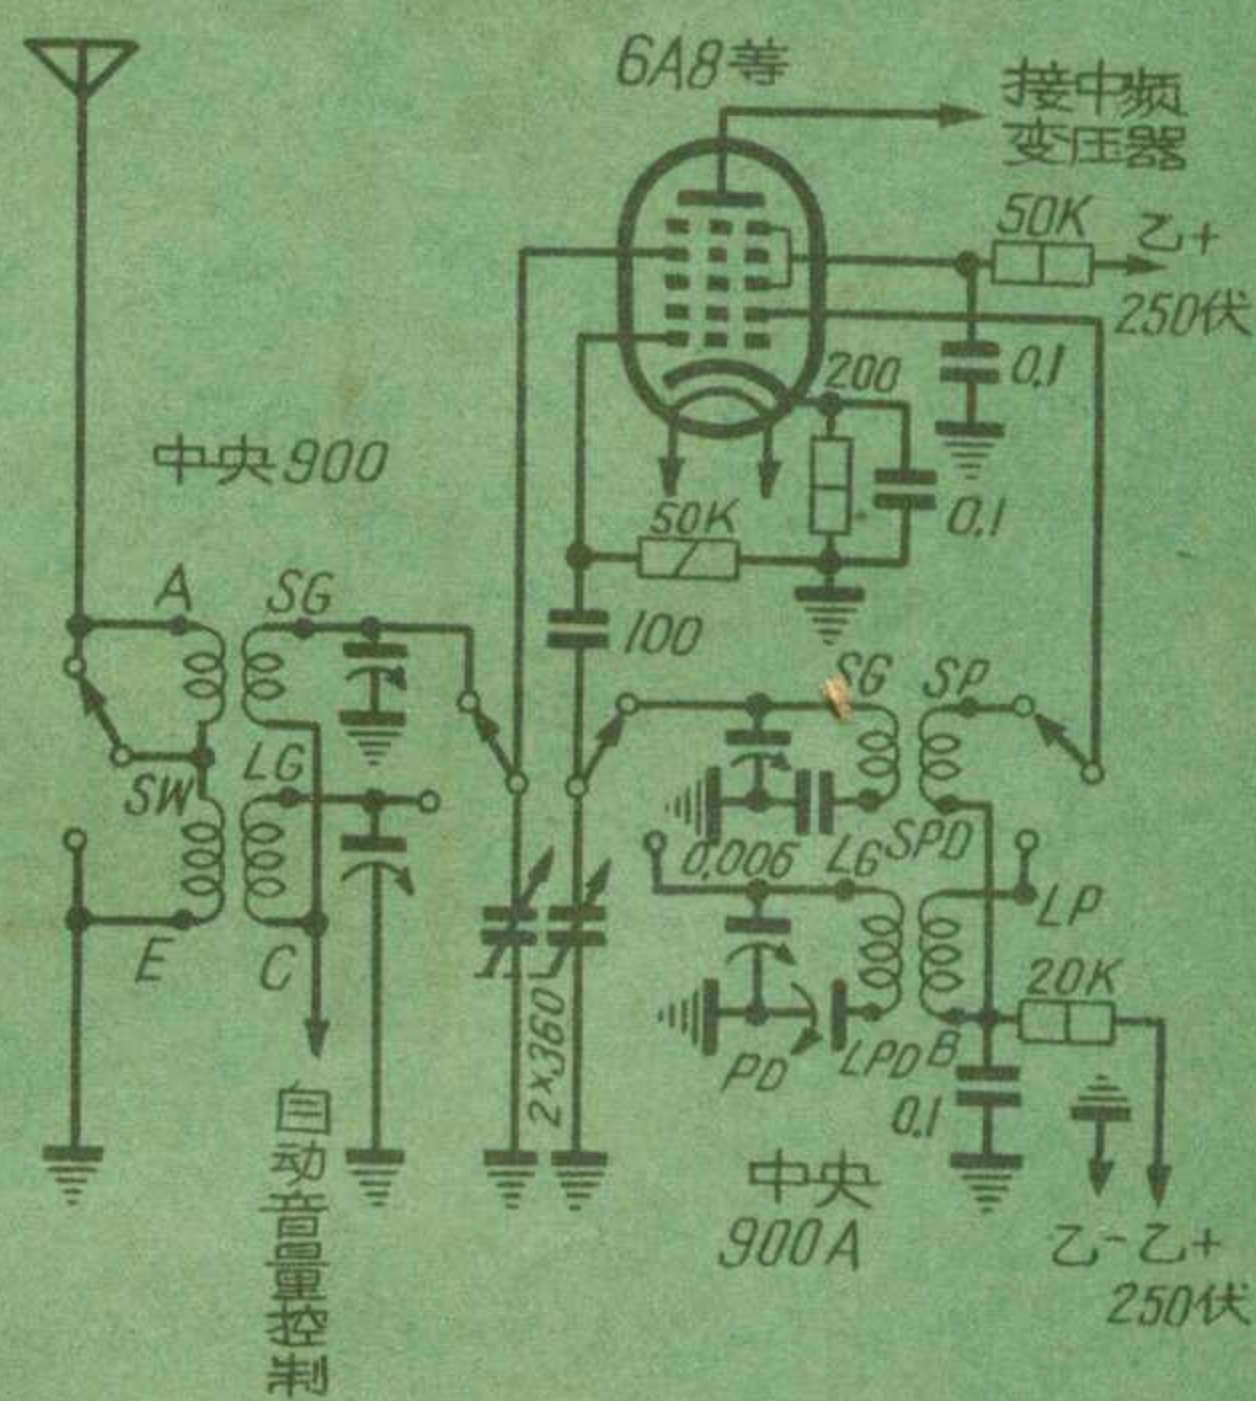 6A8等
接中频
变压器
50K
乙+
250伏
200
0.1
中央900
50K
0.1
A
SG
100
SG
SP
SW
LG
0.006
LG
SPD
LP
E
C
20K
2×360
PD
LPD
B
0.1
自动音量控制
中央
900A
乙- 乙+
250伏